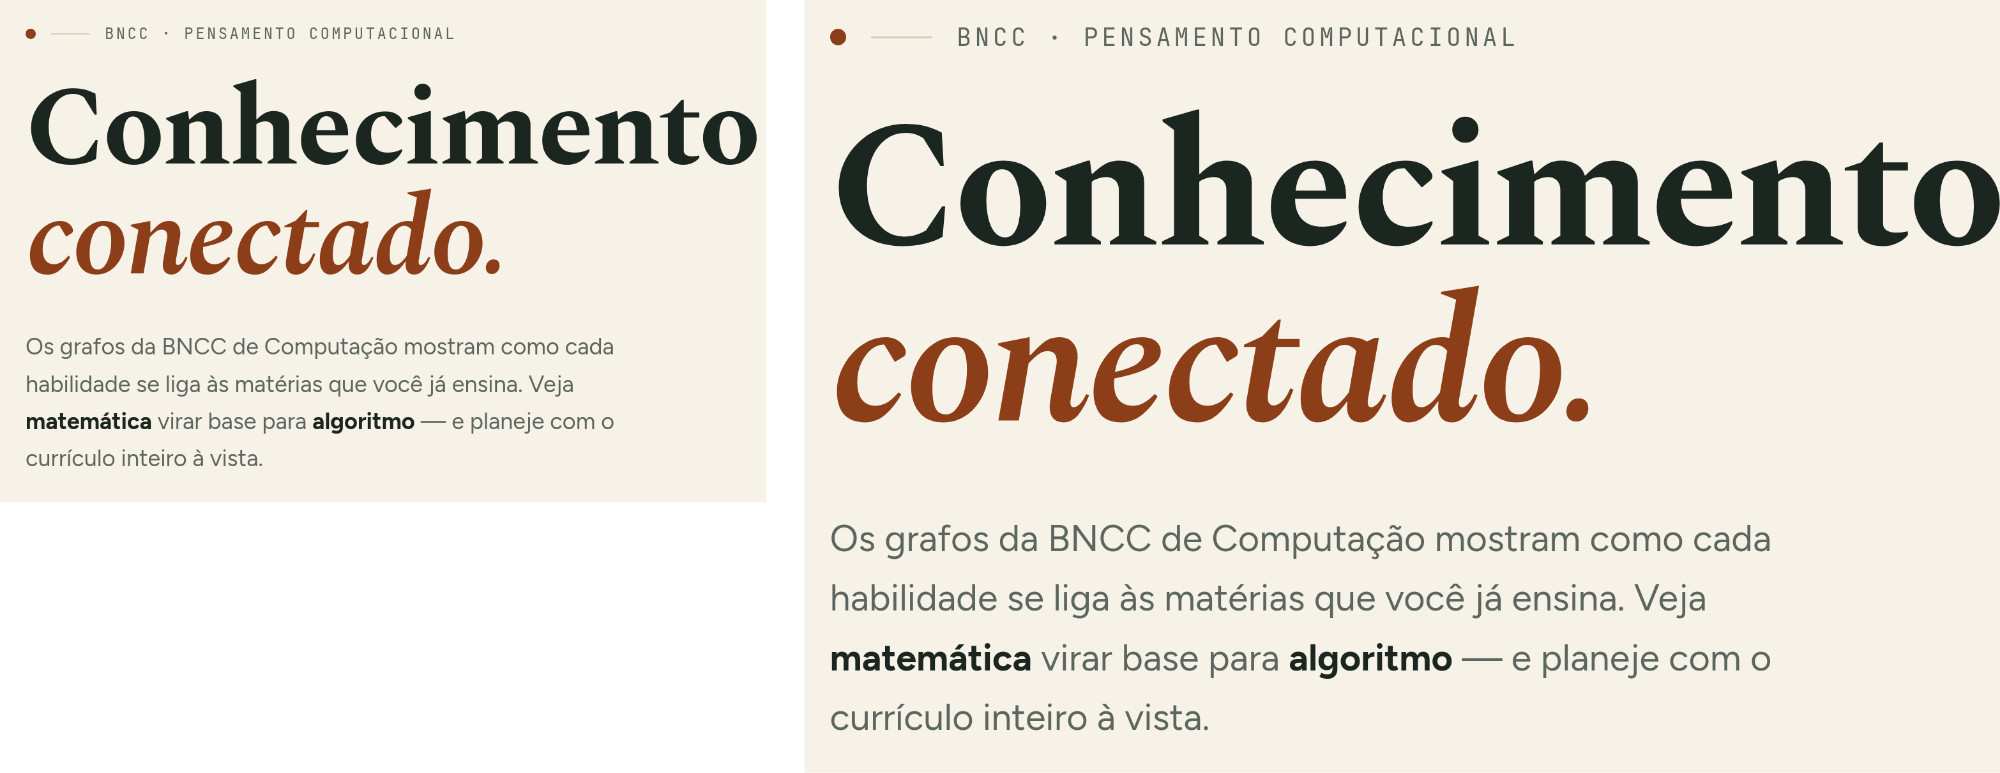 BNCC · PENSAMENTO COMPUTACIONAL
Conhecimento
conectado.
Os grafos da BNCC de Computação mostram como cada
habilidade se liga às matérias que você já ensina. Veja
matemática virar base para algoritmo — e planeje com o
currículo inteiro à vista.
BNCC · PENSAMENTO COMPUTACIONAL
Conhecimento
conectado.
Os grafos da BNCC de Computação mostram como cada
habilidade se liga às matérias que você já ensina. Veja
matemática virar base para algoritmo — e planeje com o
currículo inteiro à vista.